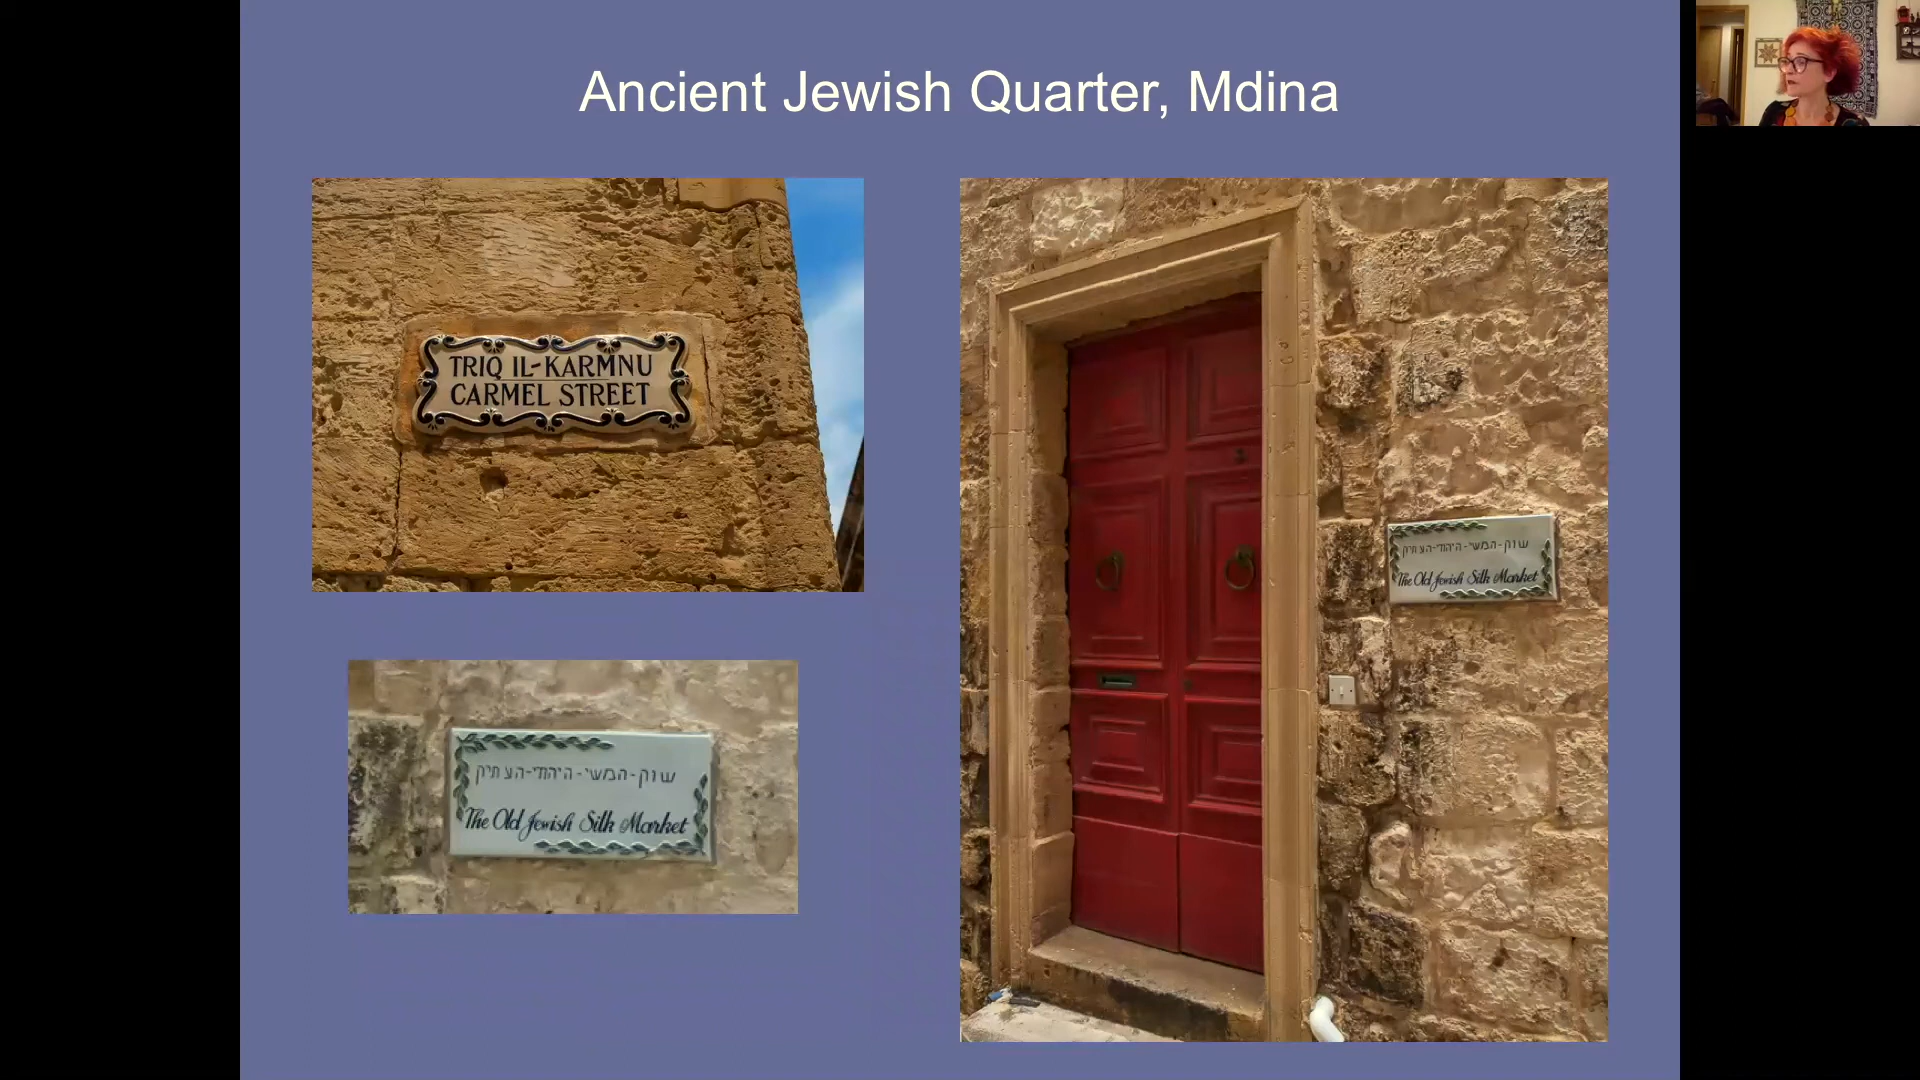 Ancient Jewish Quarter, Mdina
TRIQ IL-KARMNU
CARMEL STREET
שוק-המשי-היהודי-העתיק
The Old Jewish Silk Market
שוק-המשי-היהודי-העתיק
The Old Jewish Silk Market